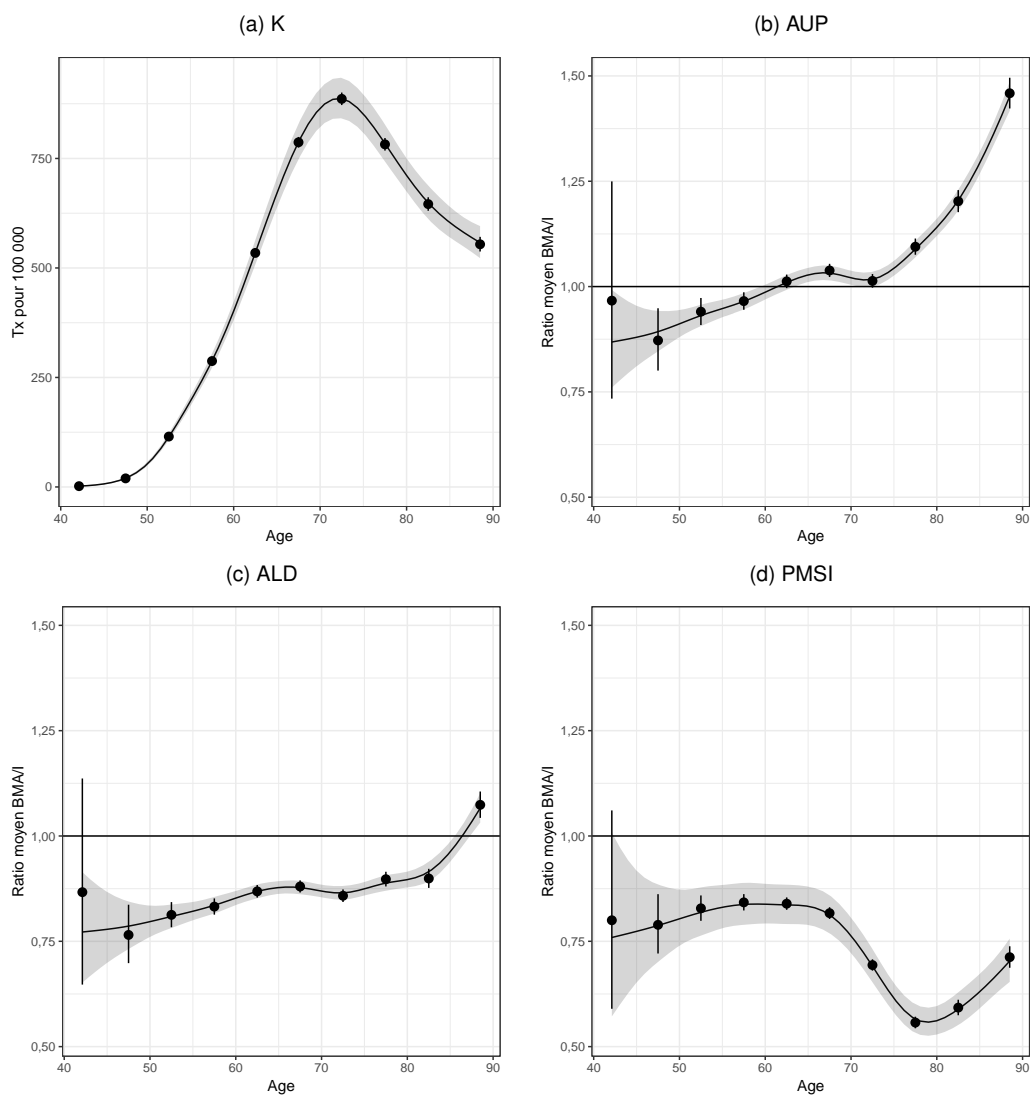 (a) K
Tx pour 100 000
750
500
250
0
40 50 60 70 80 90
Age
(b) AUP
Ratio moyen BMA/I
1,50
1,25
1,00
0,75
0,50
40 50 60 70 80 90
Age
(c) ALD
Ratio moyen BMA/I
1,50
1,25
1,00
0,75
0,50
40 50 60 70 80 90
Age
(d) PMSI
Ratio moyen BMA/I
1,50
1,25
1,00
0,75
0,50
40 50 60 70 80 90
Age